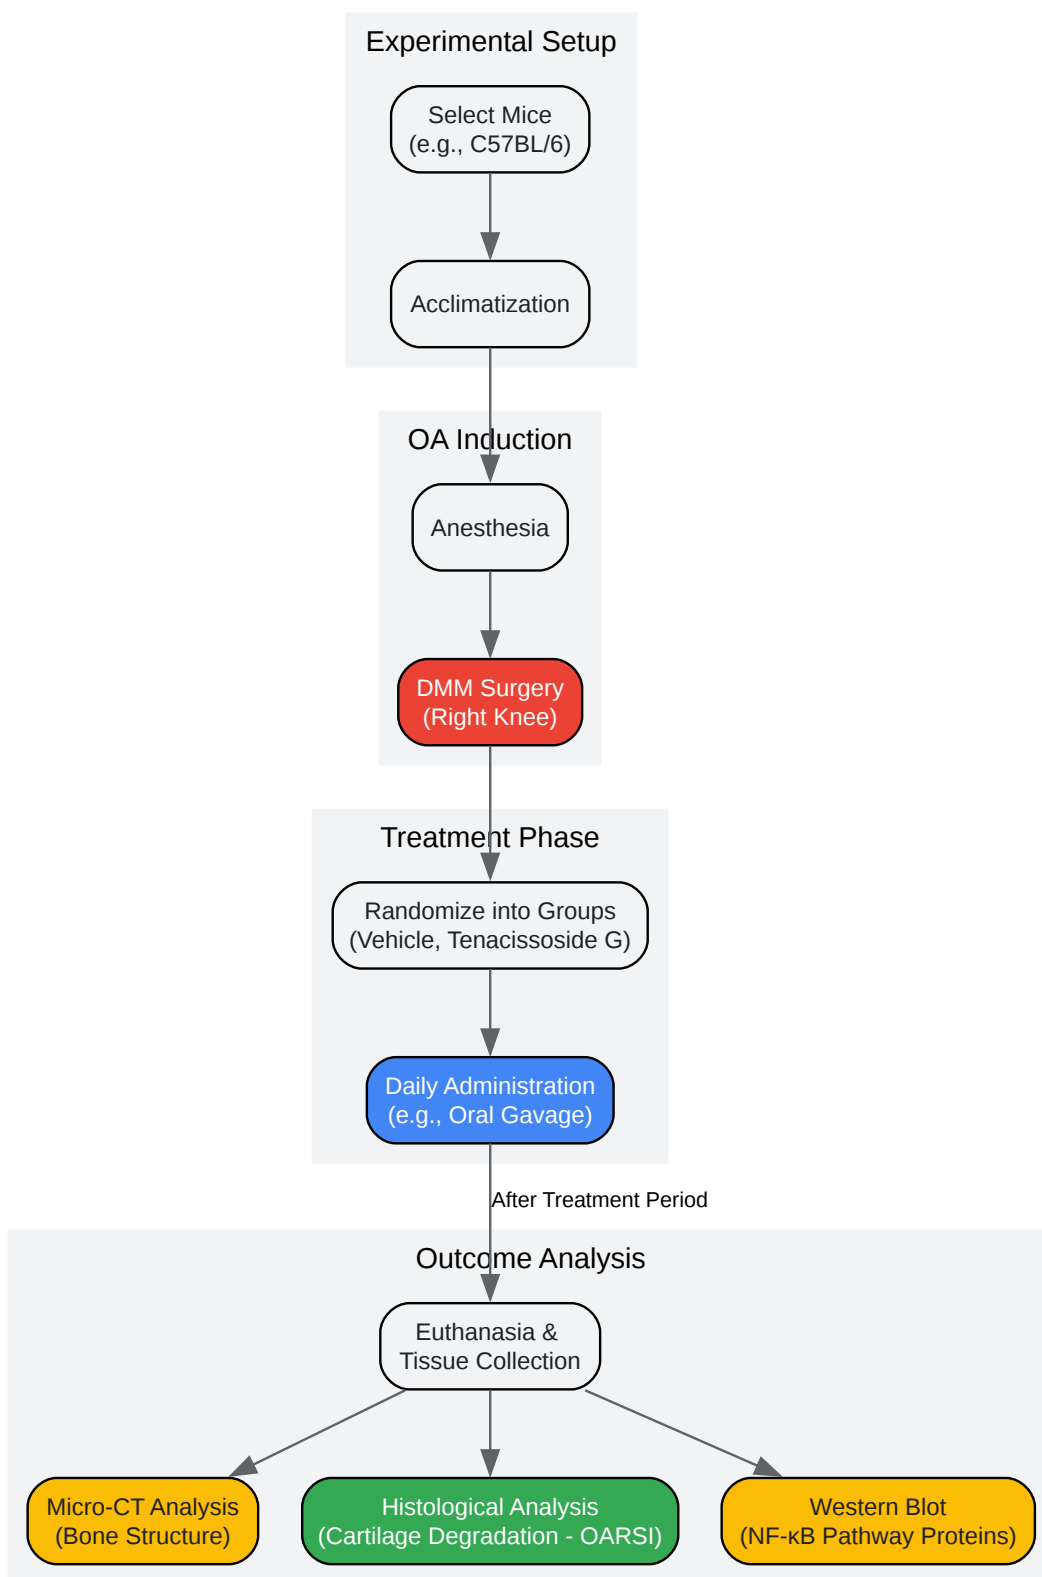 Experimental Setup
Select Mice
(e.g., C57BL/6)
Acclimatization
OA Induction
Anesthesia
DMM Surgery
(Right Knee)
Treatment Phase
Randomize into Groups
(Vehicle, Tenacissoside G)
Daily Administration
(e.g., Oral Gavage)
After Treatment Period
Outcome Analysis
Euthanasia &
Tissue Collection
Micro-CT Analysis
(Bone Structure)
Histological Analysis
(Cartilage Degradation - OARSI)
Western Blot
(NF-κB Pathway Proteins)